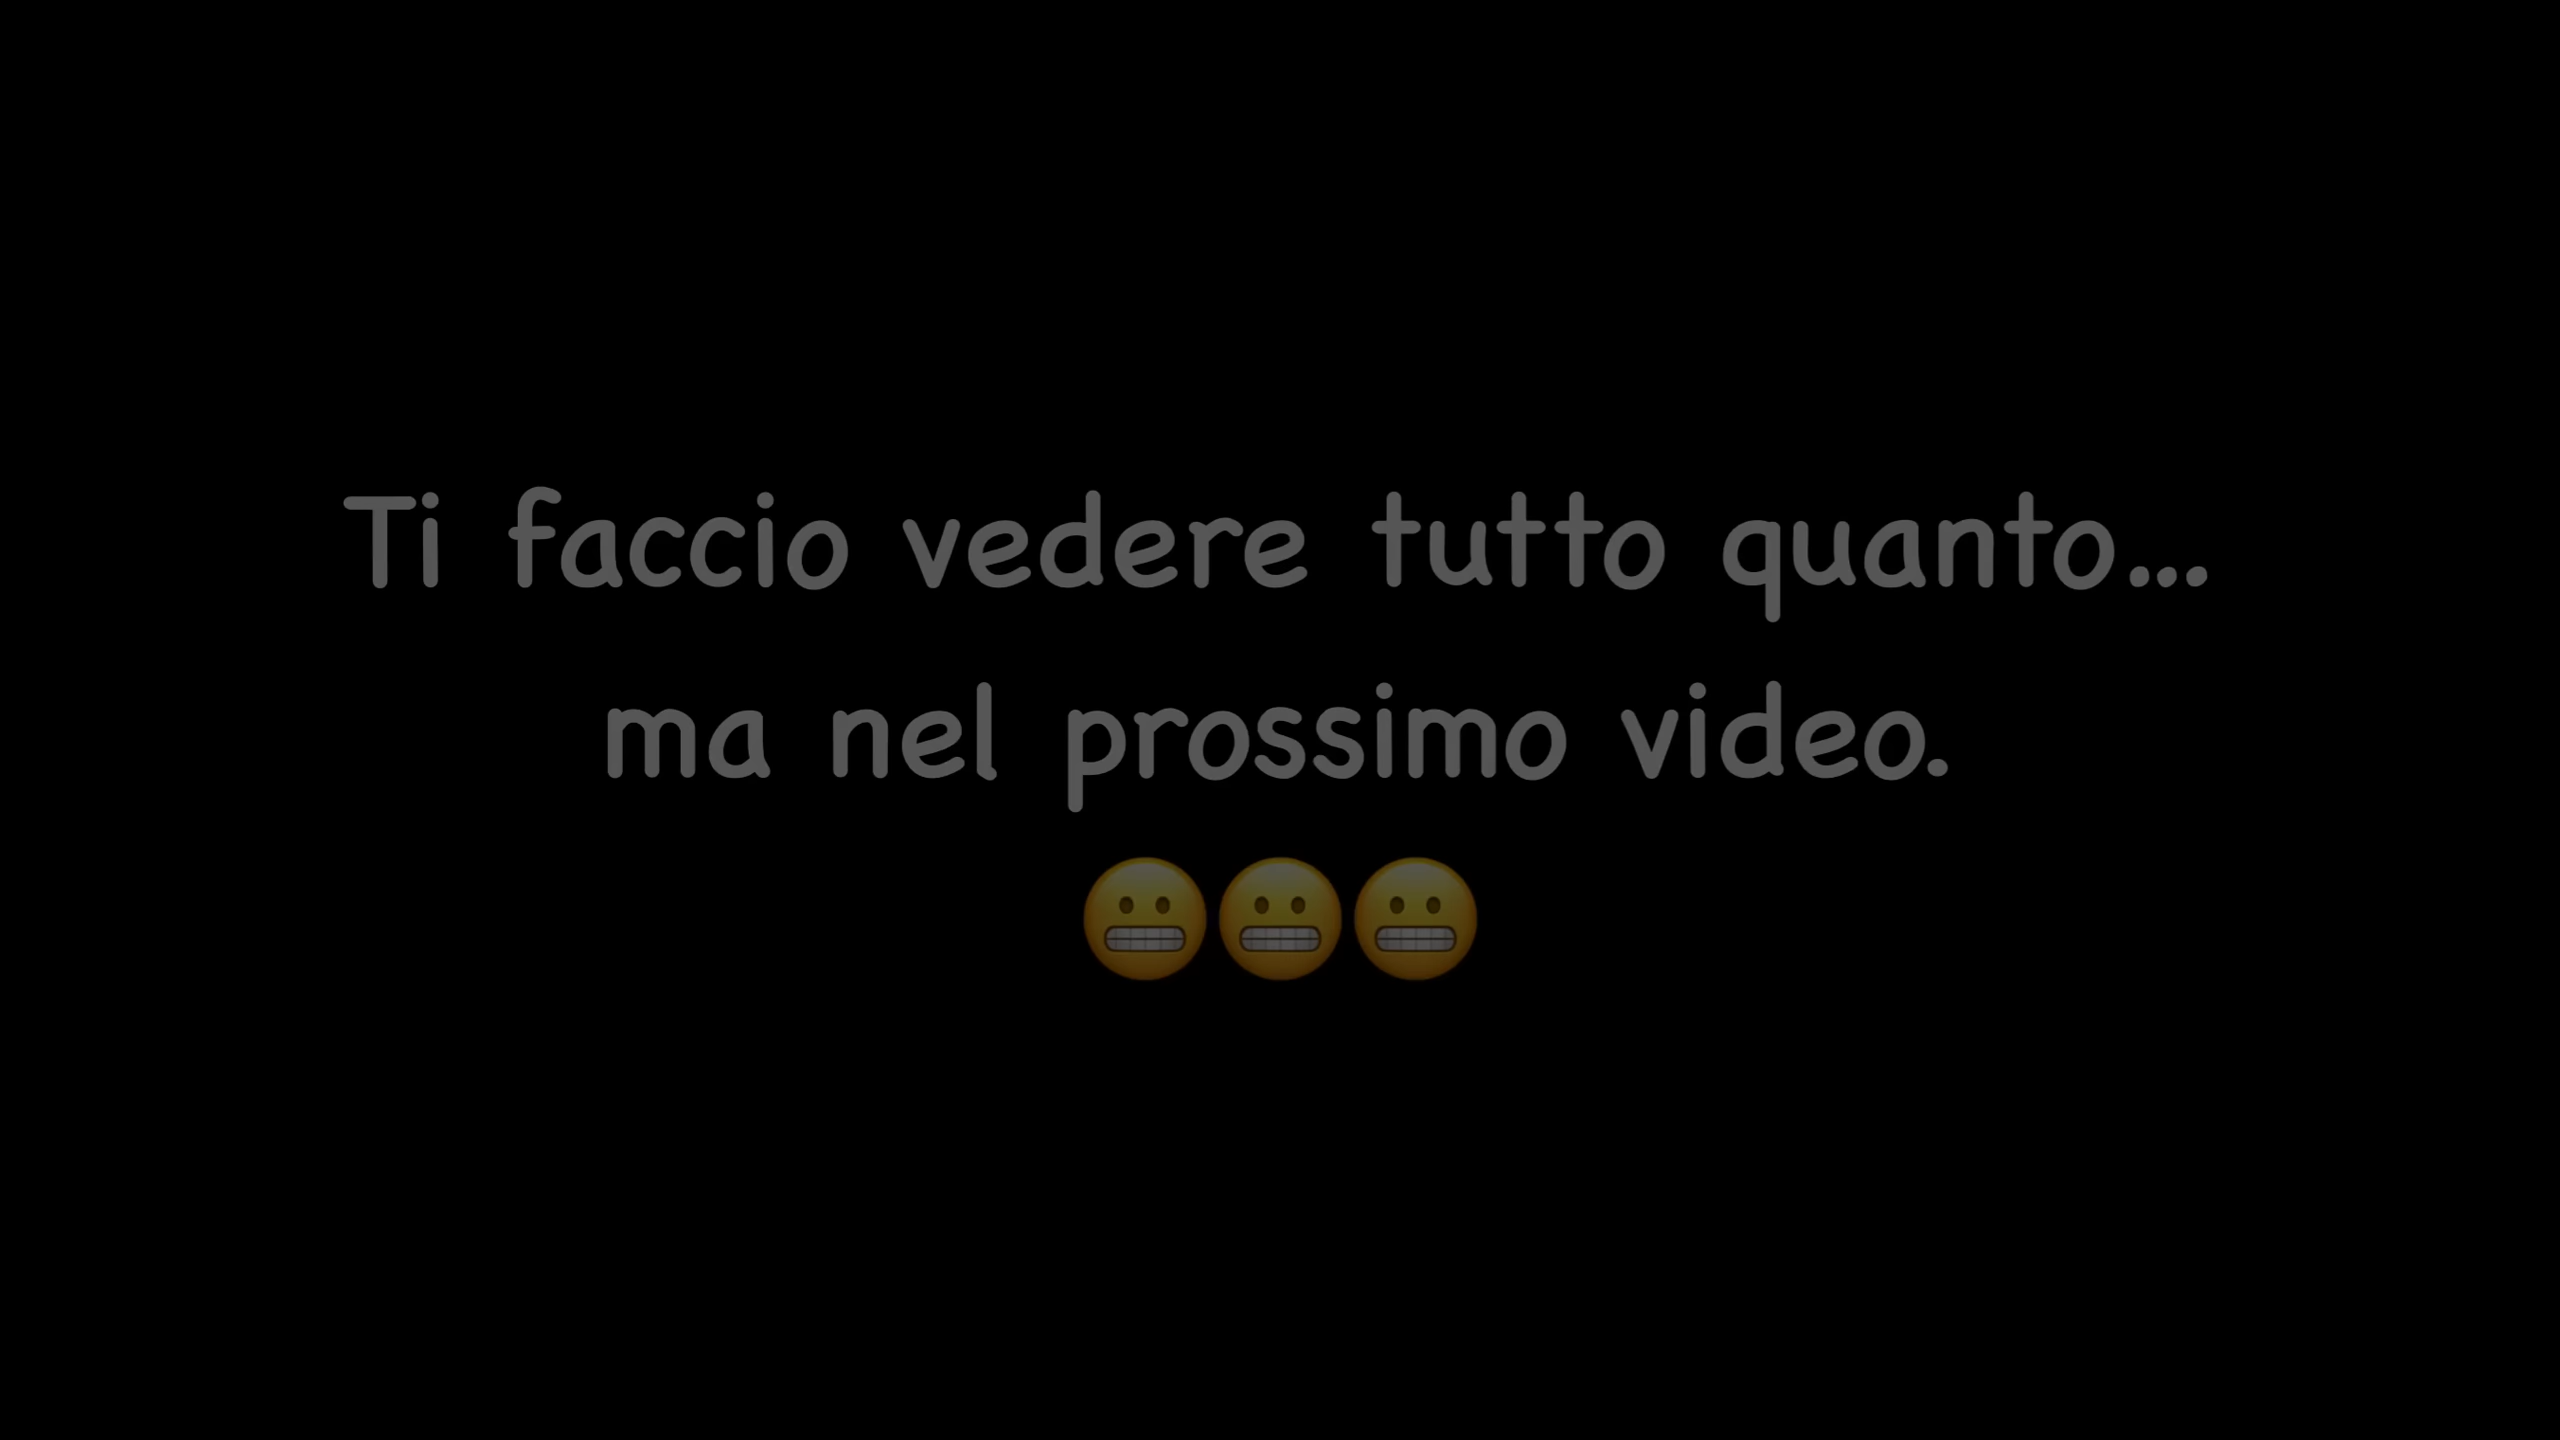 Ti faccio vedere tutto quanto...
ma nel prossimo video.
😬😬😬